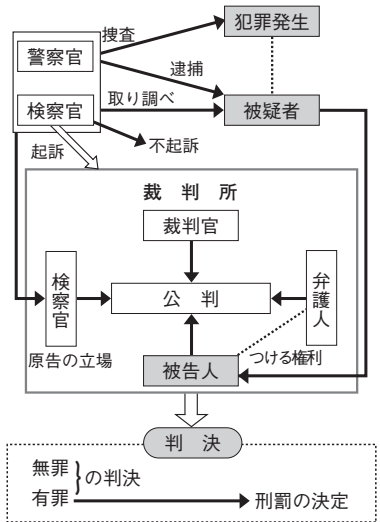 捜査
犯罪発生
警察官
逮捕
検察官
取り調べ
被疑者
起訴
不起訴
裁判所
裁判官
検察官
公判
弁護人
原告の立場
被告人
つける権利
判決
無罪
有罪
}の判決
刑罰の決定